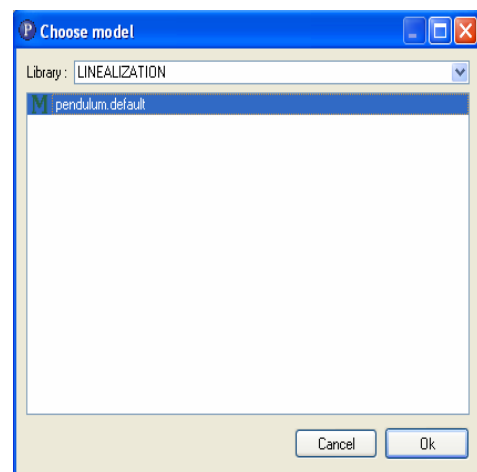 P Choose model
Library : LINEALIZATION
M pendulum.default
Cancel Ok